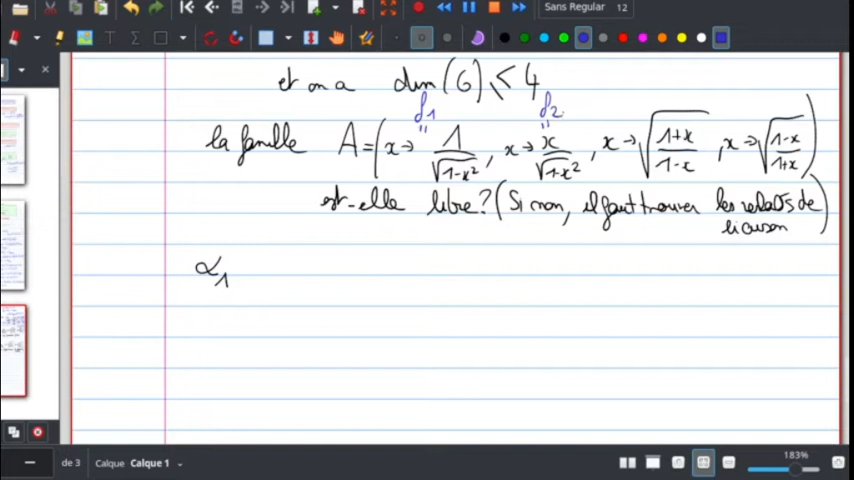 Sans Regular 12
et on a dim(G) ≤ 4
f1 f2
" "
la famille A = (x → 1/√(1-x²), x → x/√(1-x²), x → √((1+x)/(1-x)), x → √((1-x)/(1+x)))
est-elle libre? (Si non, il faut trouver les relat°s de
liaison)
α1
183%
de 3 Calque Calque 1